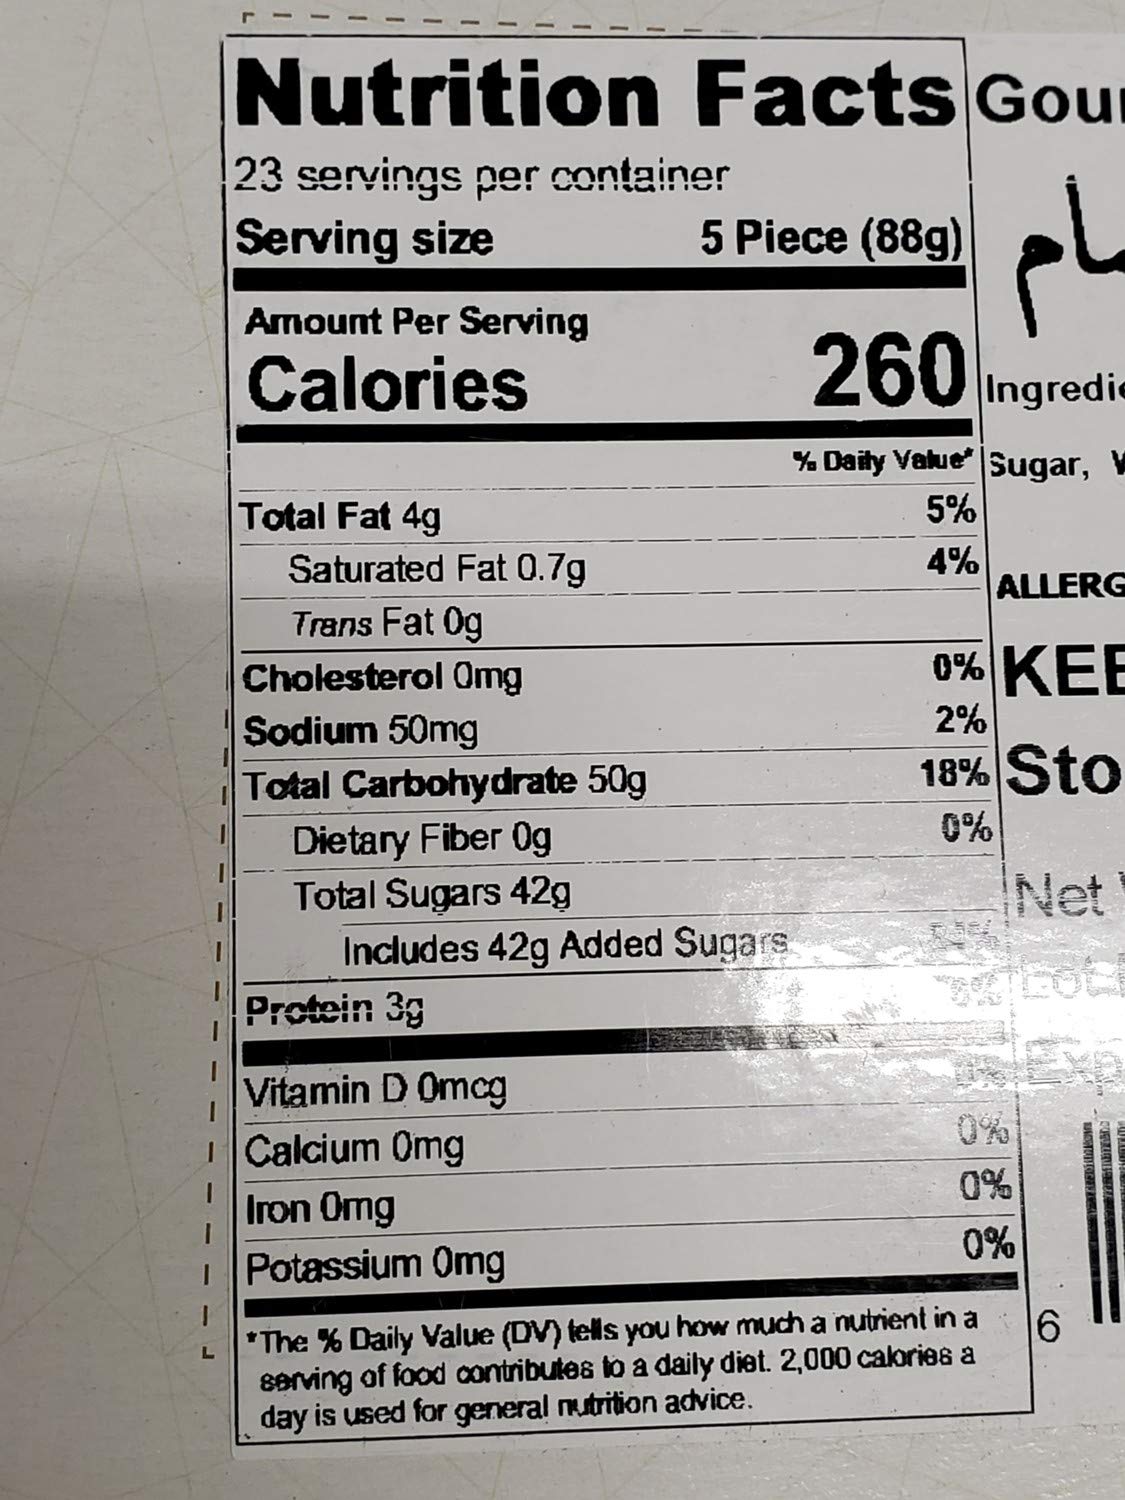 Nutrition Facts
23 servings per container
Serving size 5 Piece (88g)
Amount Per Serving
Calories 260
% Daily Value*
Total Fat 4g 5%
Saturated Fat 0.7g 4%
Trans Fat 0g
Cholesterol 0mg 0%
Sodium 50mg 2%
Total Carbohydrate 50g 18%
Dietary Fiber 0g 0%
Total Sugars 42g
Includes 42g Added Sugars
Protein 3g
Vitamin D 0mcg
Calcium 0mg 0%
Iron 0mg 0%
Potassium 0mg 0%
*The % Daily Value (DV) tells you how much a nutrient in a
serving of food contributes to a daily diet. 2,000 calories a
day is used for general nutrition advice.
Sugar,
Net
6